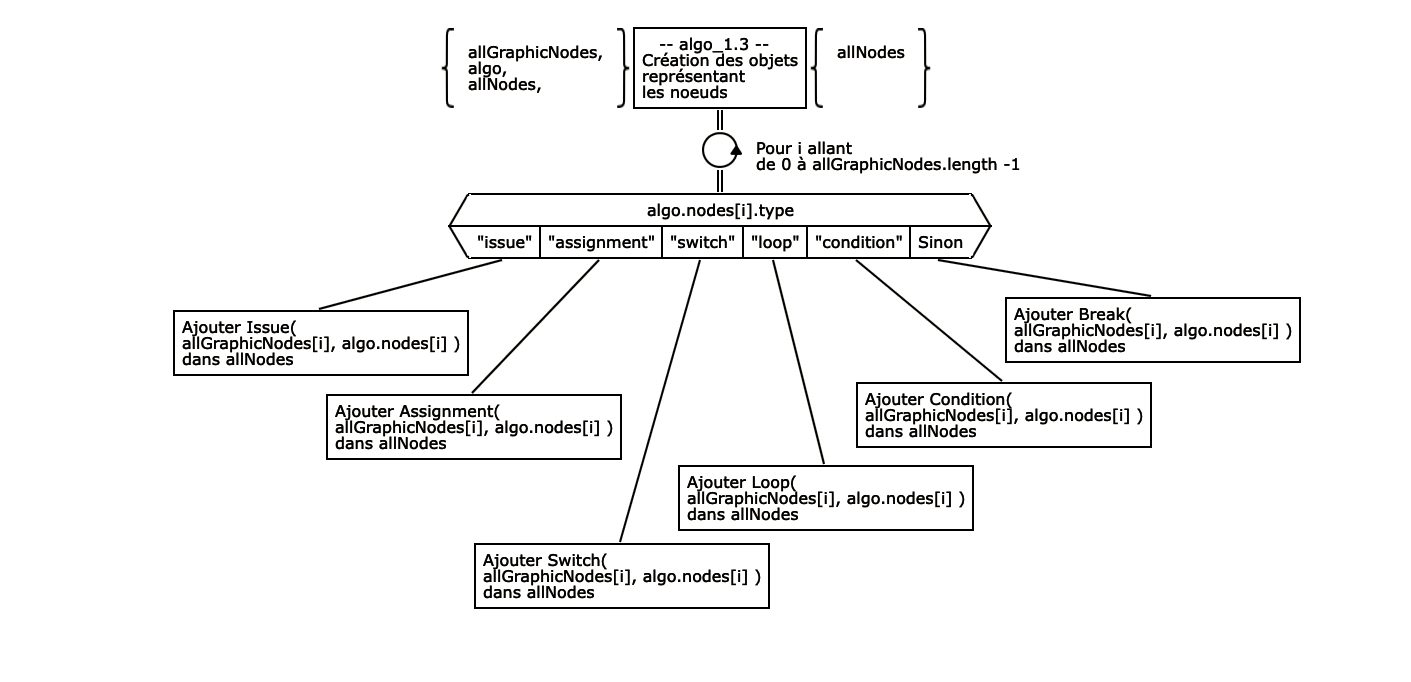 allGraphicNodes,
algo,
allNodes,
-- algo_1.3 --
Création des objets
représentant
les noeuds
allNodes
Pour i allant
de 0 à allGraphicNodes.length -1
algo.nodes[i].type
"issue" "assignment" "switch" "loop" "condition" Sinon
Ajouter Issue(
allGraphicNodes[i], algo.nodes[i] )
dans allNodes
Ajouter Assignment(
allGraphicNodes[i], algo.nodes[i] )
dans allNodes
Ajouter Switch(
allGraphicNodes[i], algo.nodes[i] )
dans allNodes
Ajouter Loop(
allGraphicNodes[i], algo.nodes[i] )
dans allNodes
Ajouter Condition(
allGraphicNodes[i], algo.nodes[i] )
dans allNodes
Ajouter Break(
allGraphicNodes[i], algo.nodes[i] )
dans allNodes